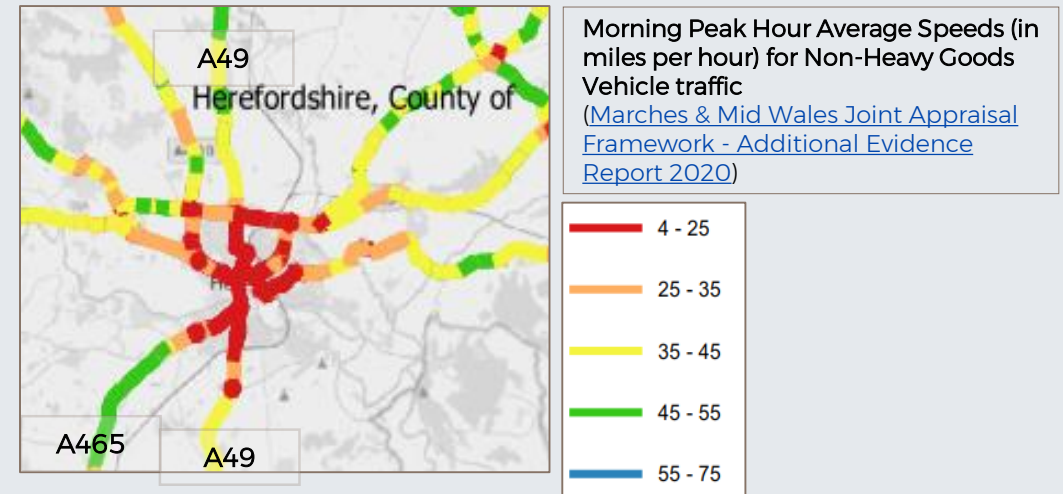 A49
Herefordshire, County of
A465
A49
Morning Peak Hour Average Speeds (in
miles per hour) for Non-Heavy Goods
Vehicle traffic
(Marches & Mid Wales Joint Appraisal
Framework - Additional Evidence
Report 2020)
4 - 25
25 - 35
35 - 45
45 - 55
55 - 75